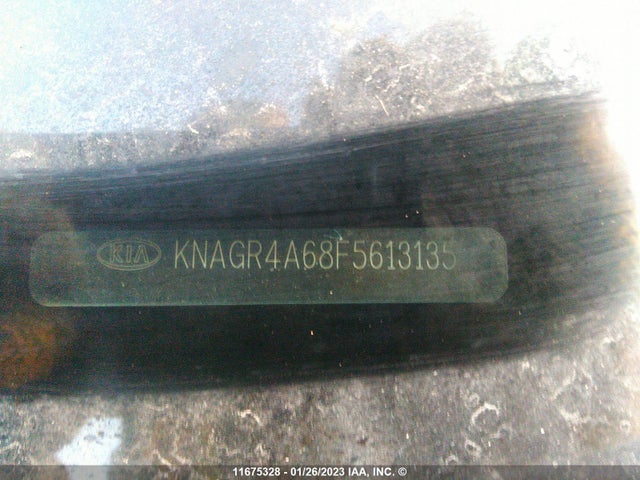 KIA KNAGR4A68F5613135
11675328 - 01/26/2023 IAA, INC. ©